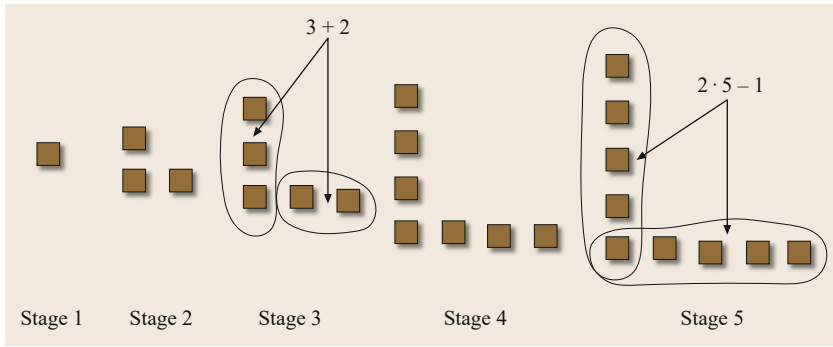 3 + 2
2 · 5 – 1
Stage 1
Stage 2
Stage 3
Stage 4
Stage 5